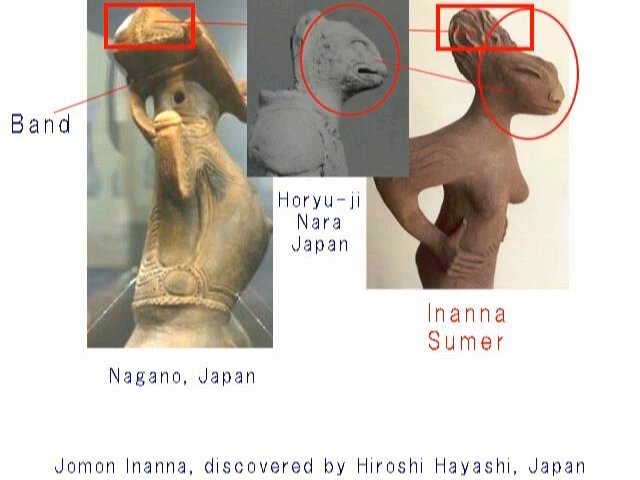 Band
Horyu-ji
Nara
Japan
Inanna
Sumer
Nagano, Japan
Jomon Inanna, discovered by Hiroshi Hayashi, Japan